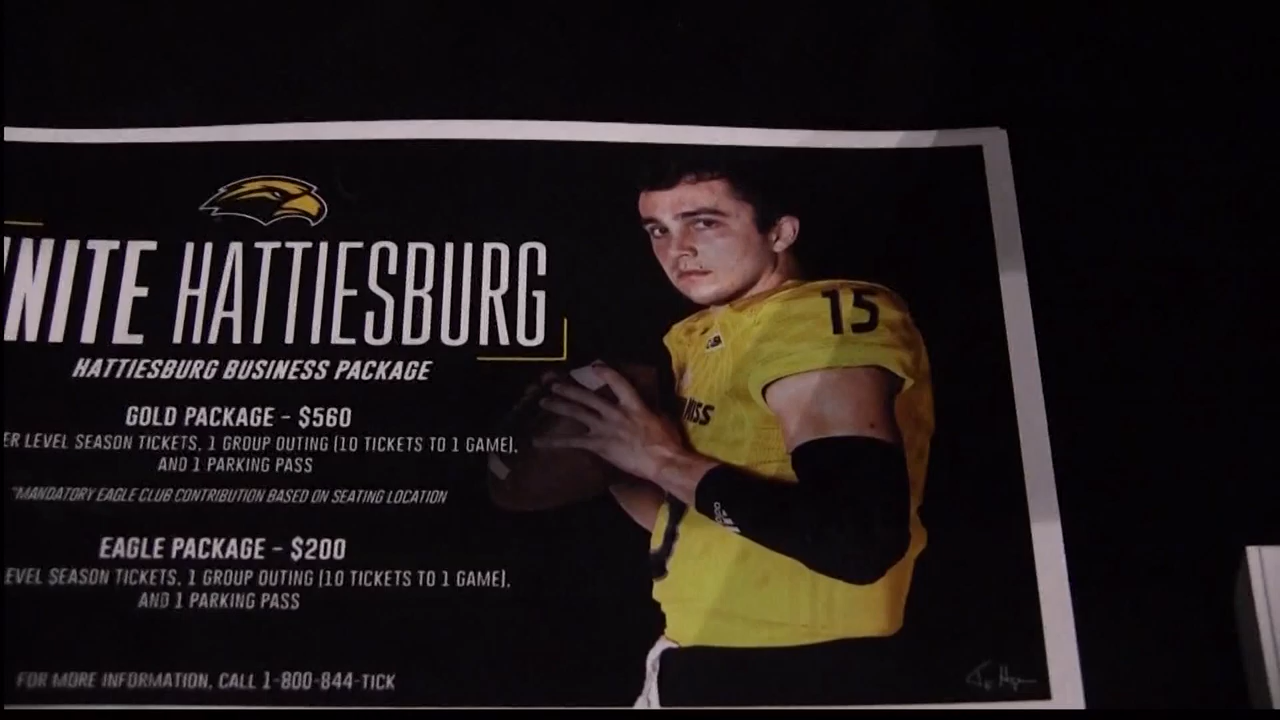 NITE HATTIESBURG
HATTIESBURG BUSINESS PACKAGE
GOLD PACKAGE - $560
ER LEVEL SEASON TICKETS, 1 GROUP OUTING (10 TICKETS TO 1 GAME),
AND 1 PARKING PASS
*MANDATORY EAGLE CLUB CONTRIBUTION BASED ON SEATING LOCATION
EAGLE PACKAGE - $200
EVEL SEASON TICKETS, 1 GROUP OUTING (10 TICKETS TO 1 GAME),
AND 1 PARKING PASS
FOR MORE INFORMATION, CALL 1-800-844-TICK
15
MISS